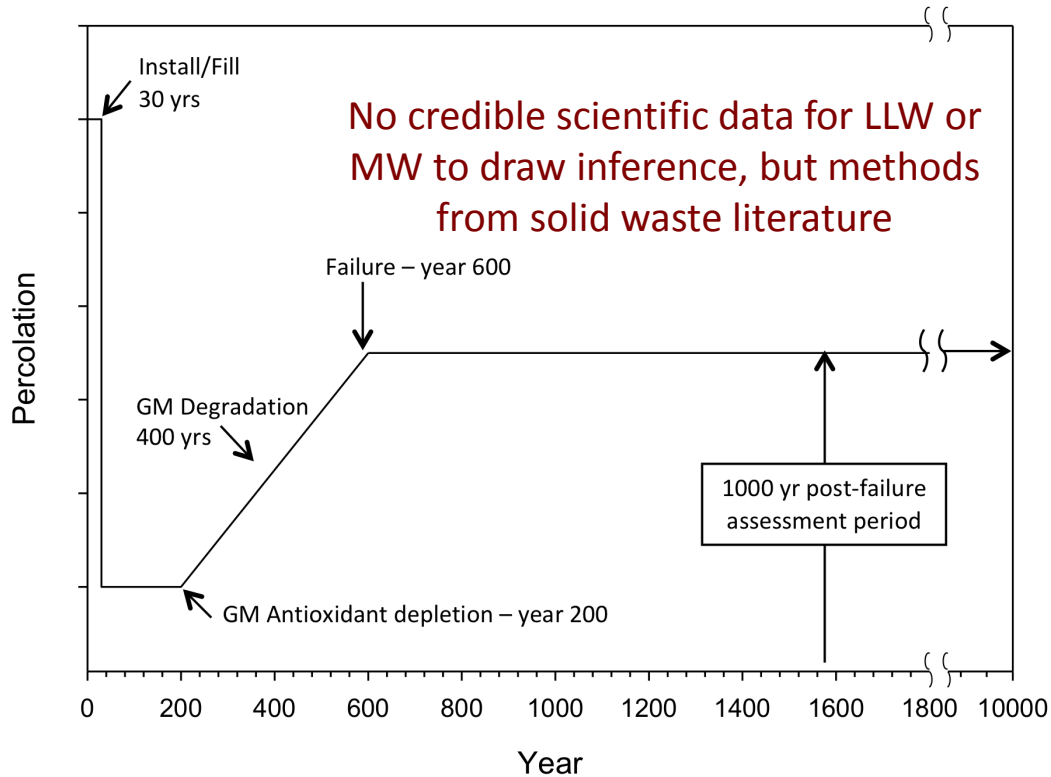 Install/Fill
30 yrs
No credible scientific data for LLW or
MW to draw inference, but methods
from solid waste literature
Failure – year 600
GM Degradation
400 yrs
1000 yr post-failure
assessment period
GM Antioxidant depletion – year 200
Percolation
0 200 400 600 800 1000 1200 1400 1600 1800 10000
Year